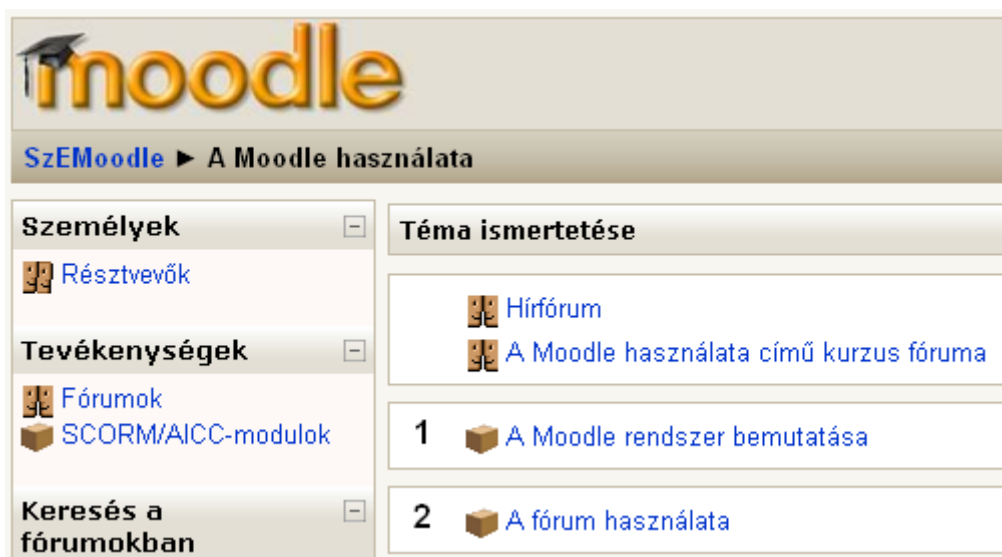 moodle
SzEMoodle ► A Moodle használata
Személyek
Résztvevők
Tevékenységek
Fórumok
SCORM/AICC-modulok
Keresés a
fórumokban
Téma ismertetése
Hírfórum
A Moodle használata című kurzus fóruma
1 A Moodle rendszer bemutatása
2 A fórum használata